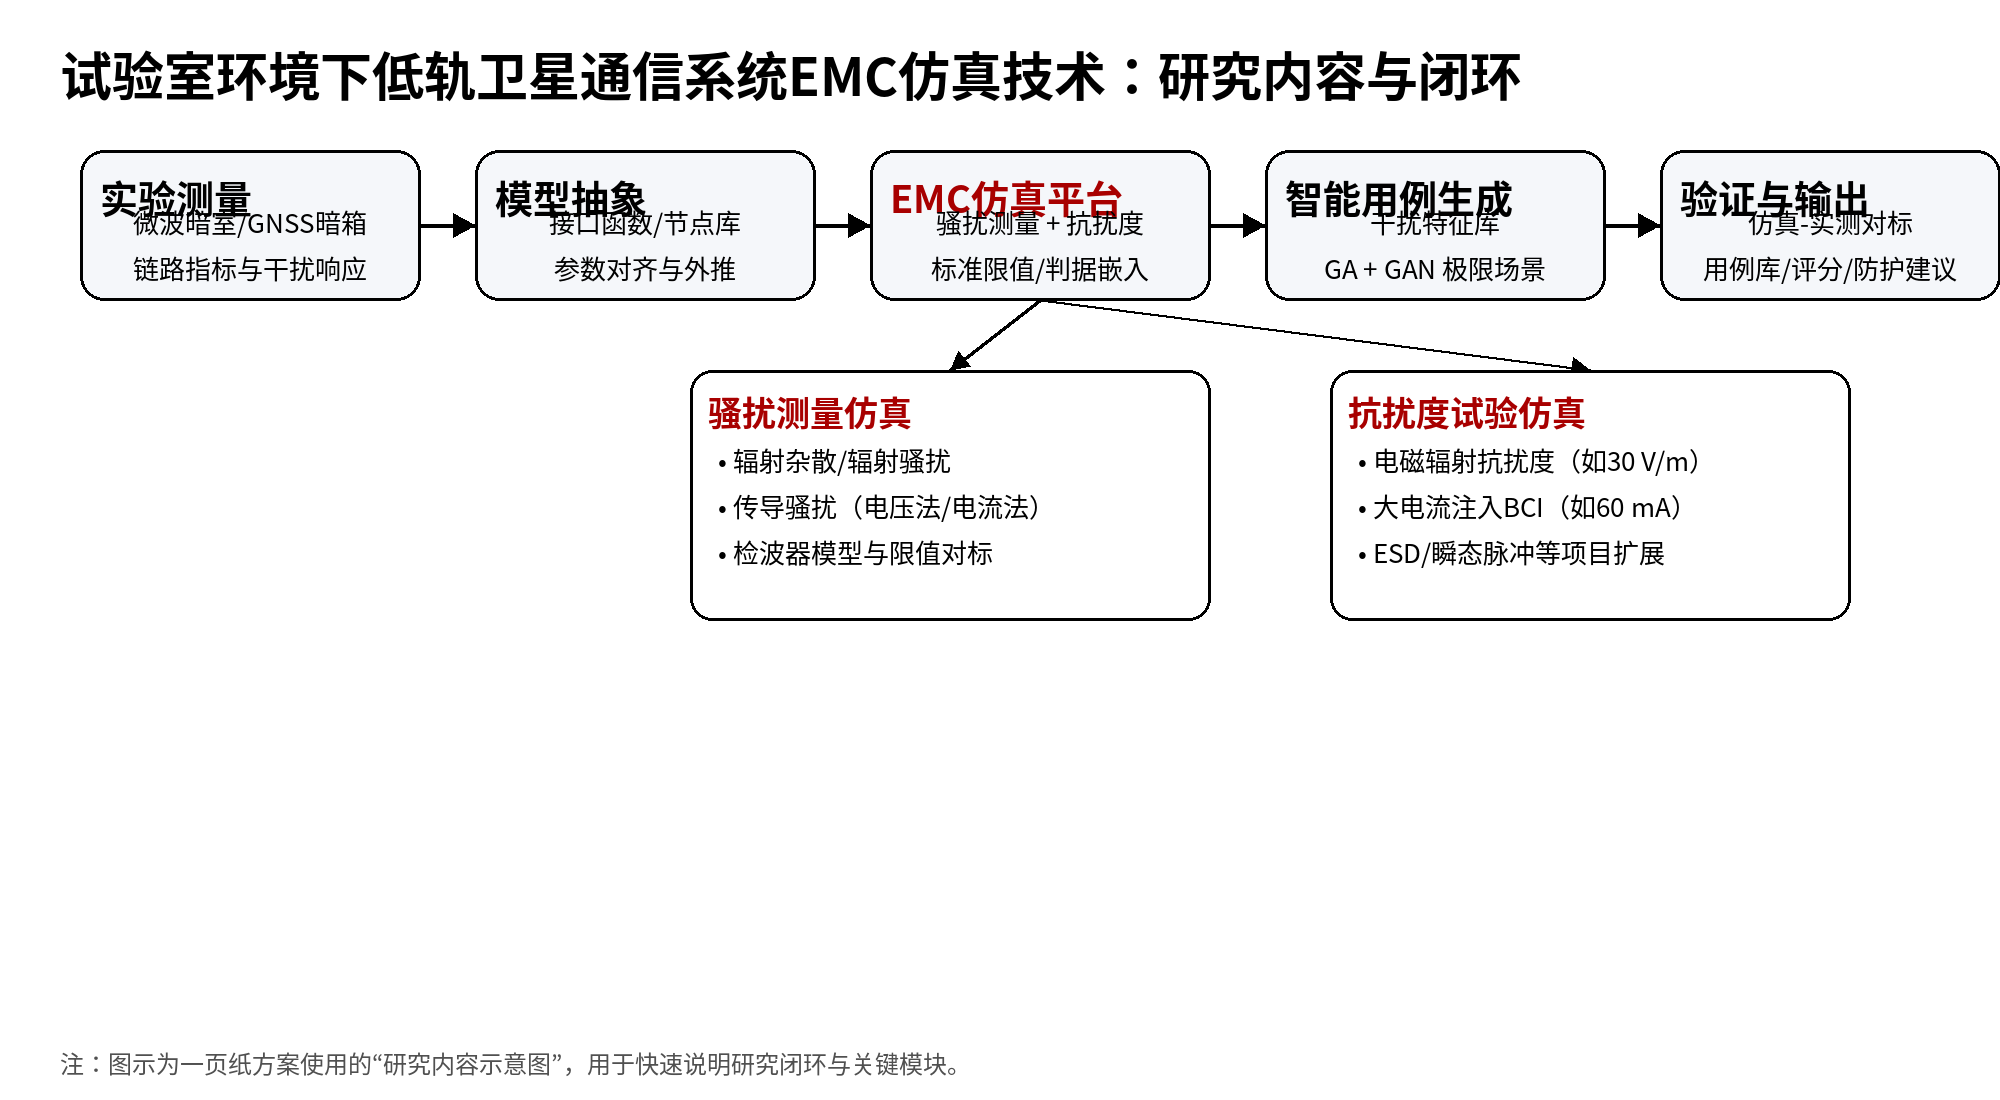 试验室环境下低轨卫星通信系统EMC仿真技术：研究内容与闭环
实验测量
微波暗室/GNSS暗箱
链路指标与干扰响应
模型抽象
接口函数/节点库
参数对齐与外推
EMC仿真平台
骚扰测量 + 抗扰度
标准限值/判据嵌入
智能用例生成
干扰特征库
GA + GAN 极限场景
验证与输出
仿真-实测对标
用例库/评分/防护建议
骚扰测量仿真
• 辐射杂散/辐射骚扰
• 传导骚扰（电压法/电流法）
• 检波器模型与限值对标
抗扰度试验仿真
• 电磁辐射抗扰度（如30 V/m）
• 大电流注入BCI（如60 mA）
• ESD/瞬态脉冲等项目扩展
注：图示为一页纸方案使用的“研究内容示意图”，用于快速说明研究闭环与关键模块。